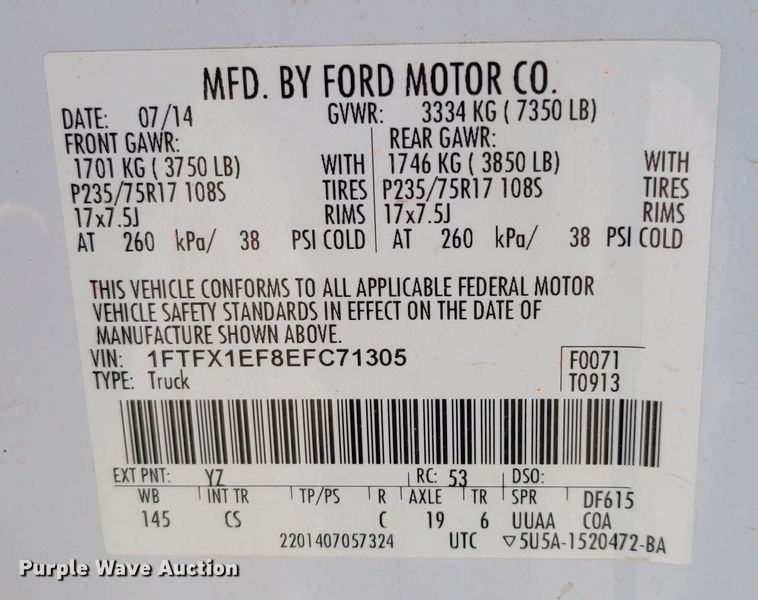 MFD. BY FORD MOTOR CO.
DATE: 07/14 GVWR: 3334 KG ( 7350 LB)
FRONT GAWR: REAR GAWR:
1701 KG ( 3750 LB) WITH 1746 KG ( 3850 LB) WITH
P235/75R17 108S TIRES P235/75R17 108S TIRES
17x7.5J RIMS 17x7.5J RIMS
AT 260 kPa/ 38 PSI COLD AT 260 kPa/ 38 PSI COLD
THIS VEHICLE CONFORMS TO ALL APPLICABLE FEDERAL MOTOR
VEHICLE SAFETY STANDARDS IN EFFECT ON THE DATE OF
MANUFACTURE SHOWN ABOVE.
VIN: 1FTFX1EF8EFC71305 F0071
TYPE: Truck T0913
EXT PNT: YZ RC: 53 DSO:
WB INT TR TP/PS R AXLE TR SPR DF615
145 CS C 19 6 UUAA COA
2201407057324 UTC ▽5U5A-1520472-BA
Purple Wave Auction